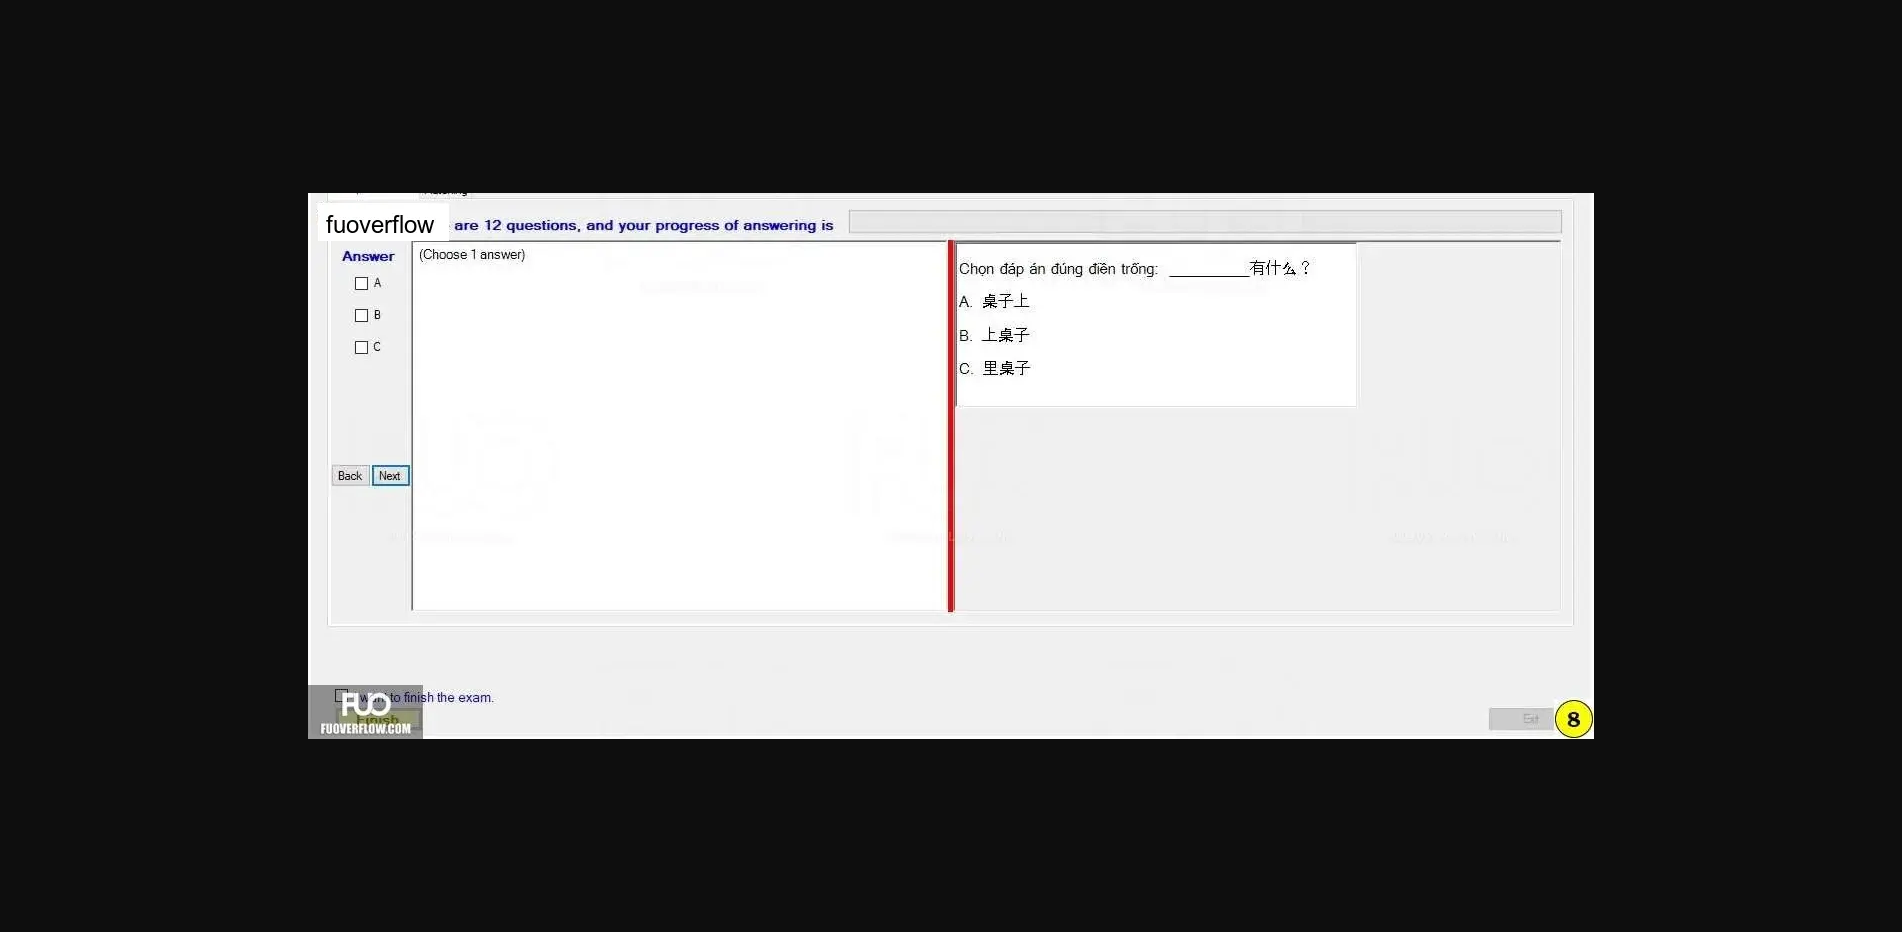 fuoverflow are 12 questions, and your progress of answering is
Answer
(Choose 1 answer)
A
B
C
Back Next
Chọn đáp án đúng điền trống: __________有什么？
A. 桌子上
B. 上桌子
C. 里桌子
want to finish the exam.
Finish
FUO
FUOVERFLOW.COM
8